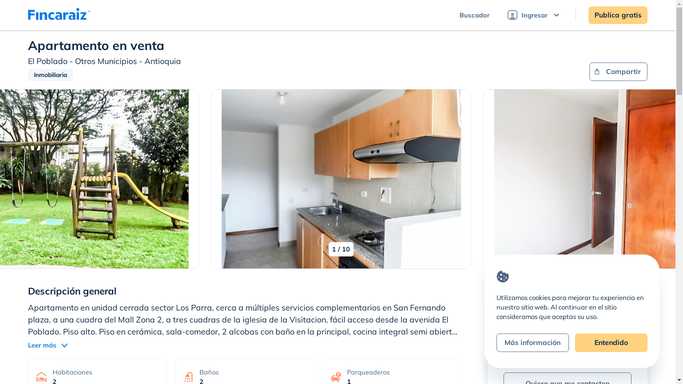 Fincaraiz
Buscador
Ingresar
Publica gratis
Apartamento en venta
El Poblado - Otros Municipios - Antioquia
Inmobiliaria
Compartir
1 / 10
Descripción general
Apartamento en unidad cerrada sector Los Parra, cerca a múltiples servicios complementarios en San Fernando
plaza, a una cuadra del Mall Zona 2, a tres cuadras de la iglesia de la Visitacion, fácil acceso desde la avenida El
Poblado. Piso alto. Piso en cerámica, sala-comedor, 2 alcobas con baño en la principal, cocina integral semi abiert...
Leer más
Habitaciones
2
Baños
2
Parqueaderos
1
Utilizamos cookies para mejorar tu experiencia en
nuestro sitio web. Al continuar en el sitio
consideramos que aceptas su uso.
Más información
Entendido
Quiero que me contacten